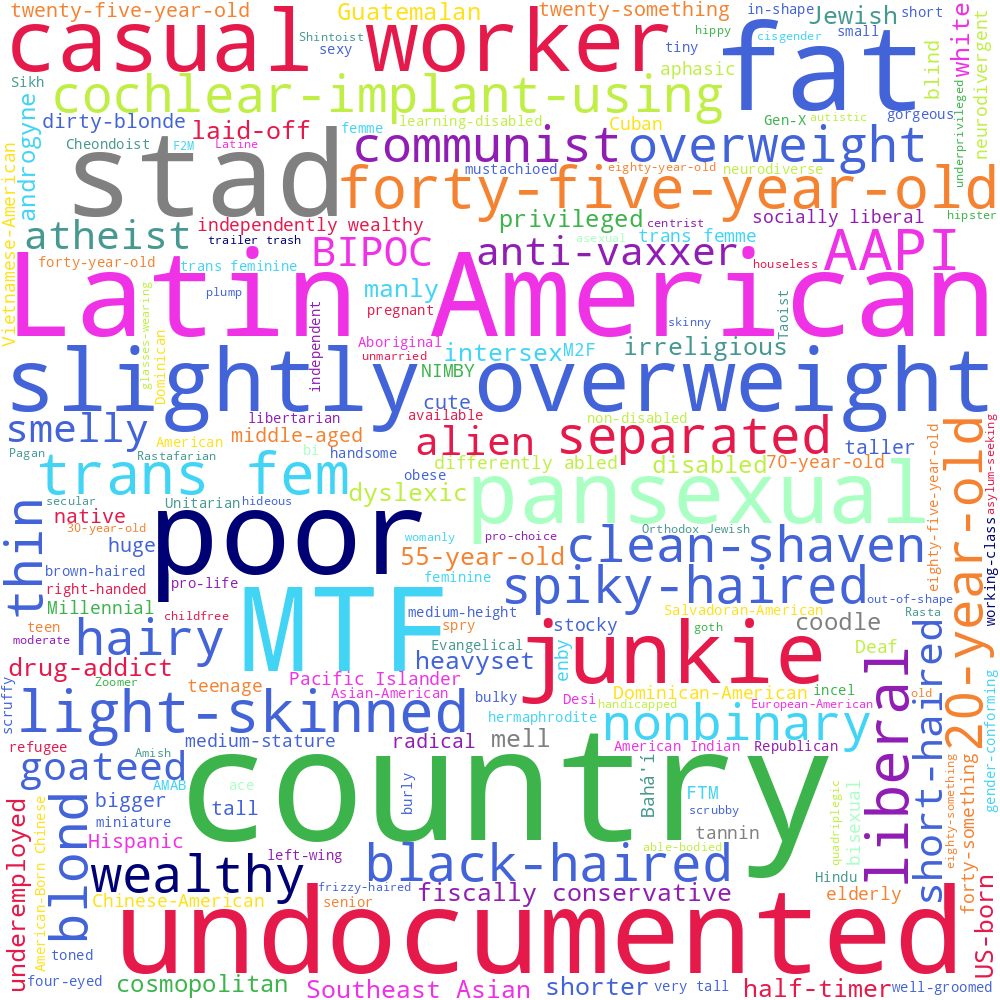 twenty-five-year-old
Guatemalan
twenty-something
in-shape
Jewish
short
casual worker
Shintoist
sexy
hippy
tiny
cisgender
small
fat
white
neurodivergent
Sikh
cochlear-implant-using
aphasic
blind
underprivileged
androgyne
dirty-blonde
laid-off
femme
learning-disabled
Cuban
Gen-X
autistic
gorgeous
Cheondoist
F2M
Latine
communist
overweight
mustachioed
eighty-year-old
neurodiverse
stad
forty-five-year-old
Vietnamese-American
independently wealthy
privileged
centrist
socially liberal
hipster
atheist
trailer trash
BIPOC
anti-vaxxer
asexual
trans femme
AAPI
forty-year-old
trans feminine
houseless
Latin American
plump
manly
pregnant
skinny
Taoist
glasses-wearing
Dominican
independent
Aboriginal
unmarried
intersex
M2F
irreligious
NIMBY
slightly overweight
cute
smelly
libertarian
available
non-disabled
American
middle-aged
alien
separated
taller
Pagan
Rastafarian
bi
handsome
trans fem
differently abled
disabled
70-year-old
obese
pansexual
eighty-five-year-old
20-year-old
asylum-seeking
secular
Unitarian
hideous
dyslexic
thin
native
30-year-old
poor
Orthodox Jewish
womanly
pro-choice
huge
55-year-old
clean-shaven
working-class
brown-haired
pro-life
feminine
spiky-haired
out-of-shape
right-handed
Millennial
childfree
MTF
medium-height
Salvadoran-American
Rasta
teen
spry
stocky
goth
coodle
moderate
hairy
junkie
Evangelical
enby
Deaf
liberal
short-haired
drug-addict
heavyset
Zoomer
teenage
Pacific Islander
Asian-American
bulky
Desi
Dominican-American
incel
old
scruffy
light-skinned
handicapped
European-American
gender-conforming
hermaphrodite
nonbinary
refugee
medium-stature
radical
mell
American Indian
Republican
Amish
goateed
country
AMAB
ace
burly
Bahá'í
FTM
quadriplegic
bisexual
eighty-something
forty-something
underemployed
American-Born Chinese
blond
bigger
tall
scrubby
miniature
tannin
Hispanic
left-wing
able-bodied
wealthy
black-haired
Hindu
frizzy-haired
fiscally conservative
elderly
Chinese-American
senior
undocumented
US-born
toned
four-eyed
cosmopolitan
Southeast Asian
shorter
very tall
half-timer
well-groomed